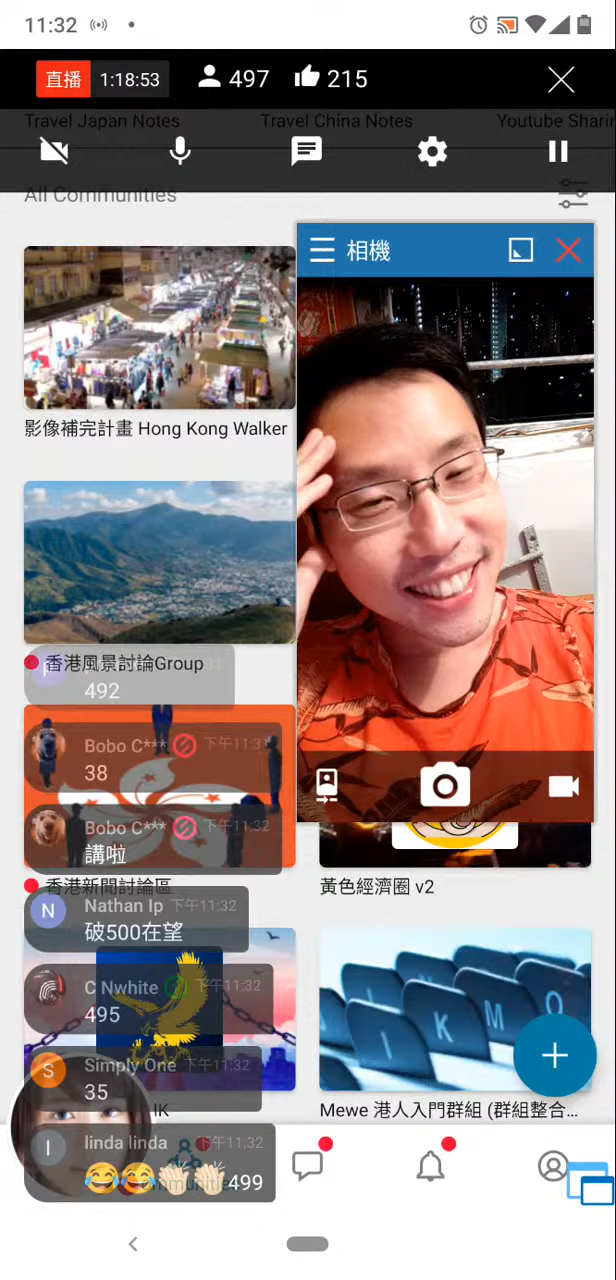 11:32
直播 1:18:53 497 215
Travel Japan Notes Travel China Notes Youtube Sharin
All Communities
相機
影像補完計畫 Hong Kong Walker
香港風景討論Group
492
Bobo C*** 下午11:31
38
Bobo C*** 下午11:32
講啦
香港新聞討論區
黃色經濟圈 v2
Nathan Ip 下午11:32
N
破500在望
C Nwhite 下午11:32
495
I K M O
Simply One 下午11:32
S
35
IK
Mewe 港人入門群組 (群組整合…
linda linda 下午11:32
l
😂😂👏🏻👏🏻499